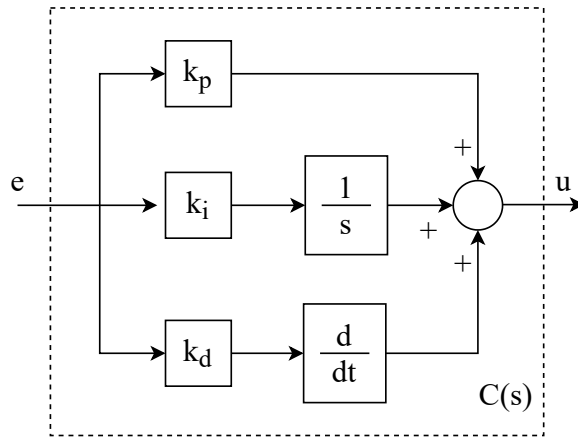 k_p
+
e
k_i
1
s
+
u
+
k_d
d
dt
C(s)